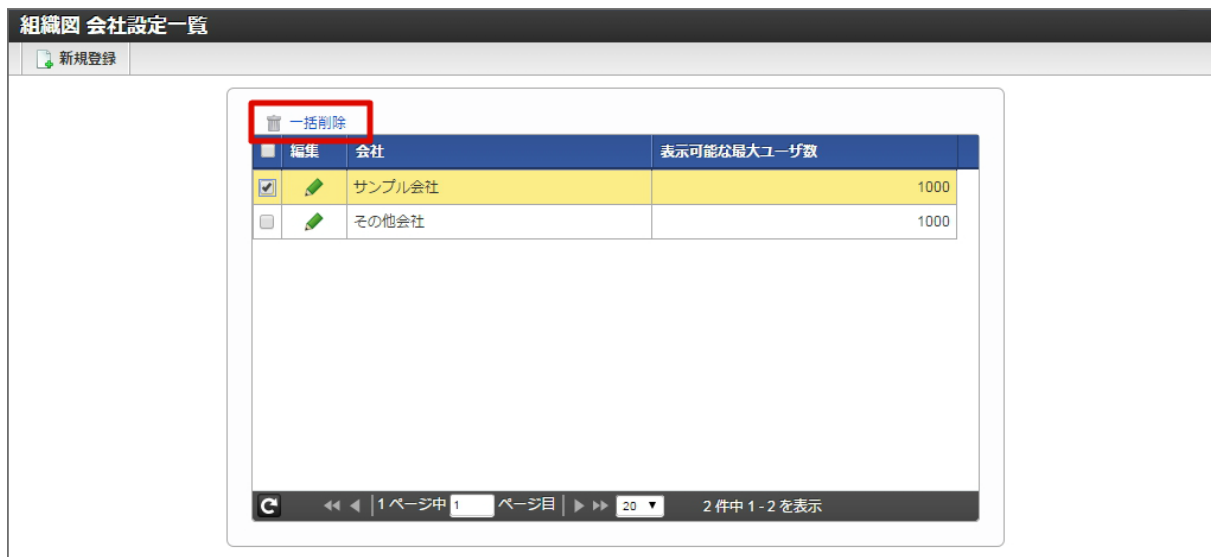 組織図 会社設定一覧
新規登録
一括削除
編集 会社 表示可能な最大ユーザ数
サンプル会社 1000
その他会社 1000
1 ページ中 1 ページ目 20 2 件中 1 - 2 を表示